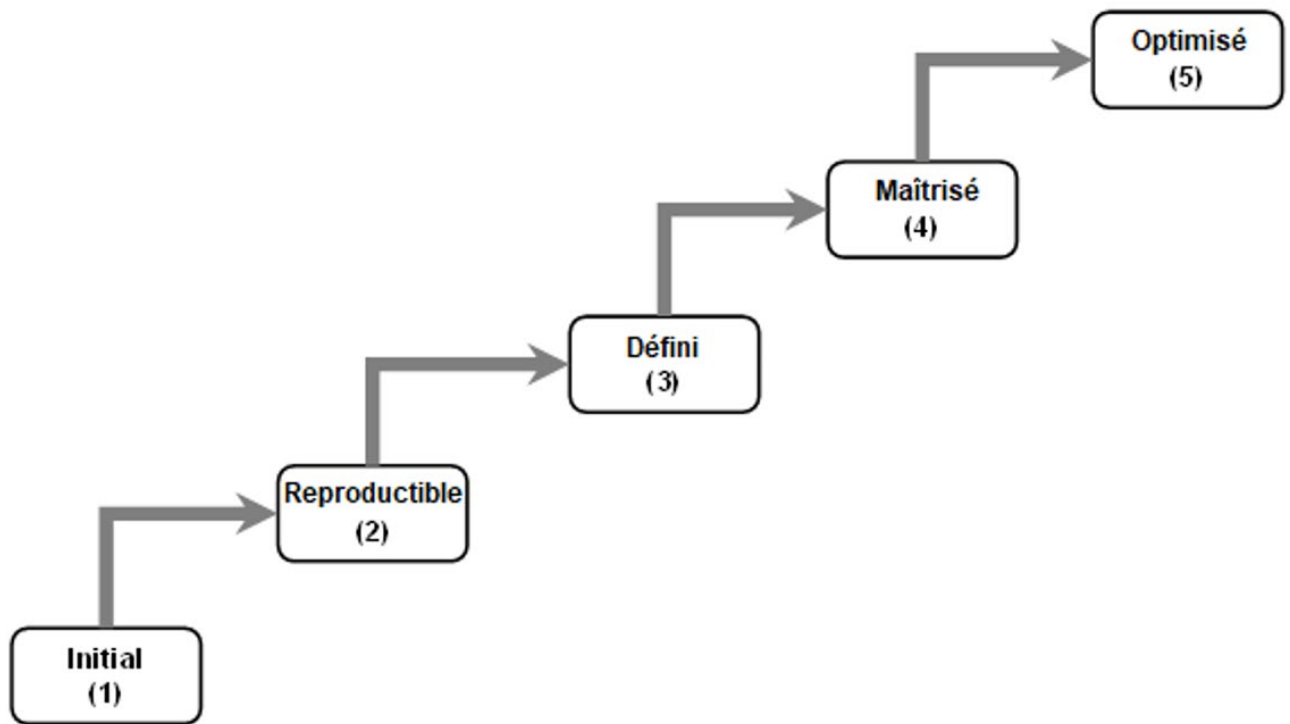 Optimisé
(5)
Maîtrisé
(4)
Défini
(3)
Reproductible
(2)
Initial
(1)